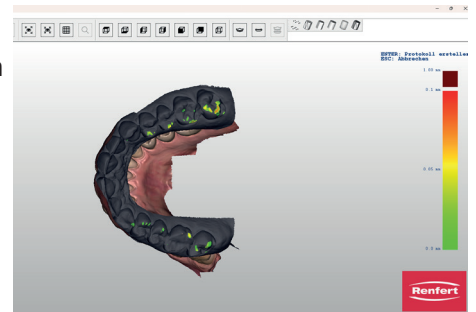 ENTER: Protokoll erstellen
ESC: Abbrechen
1.00 mm
0.1 mm
0.05 mm
0.0 mm
Renfert